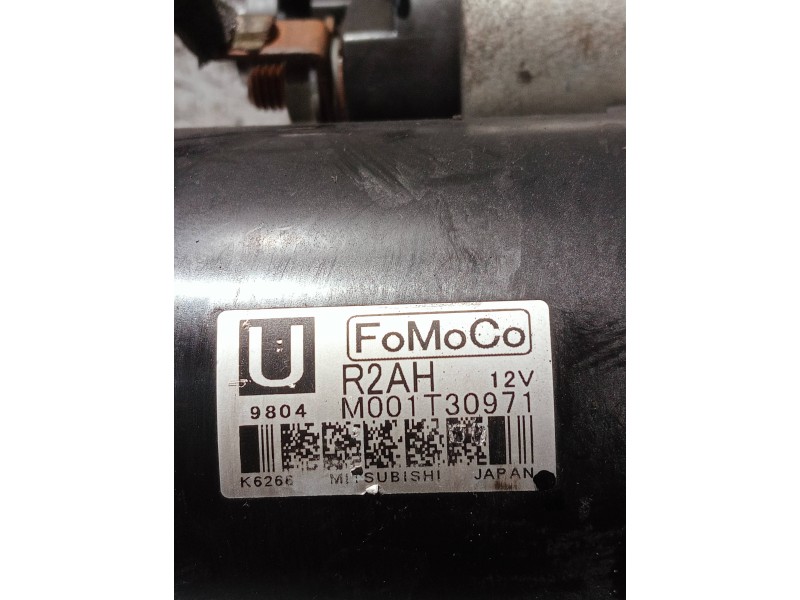 U
FoMoCo
R2AH 12V
9804 M001T30971
K6266 MITSUBISHI JAPAN